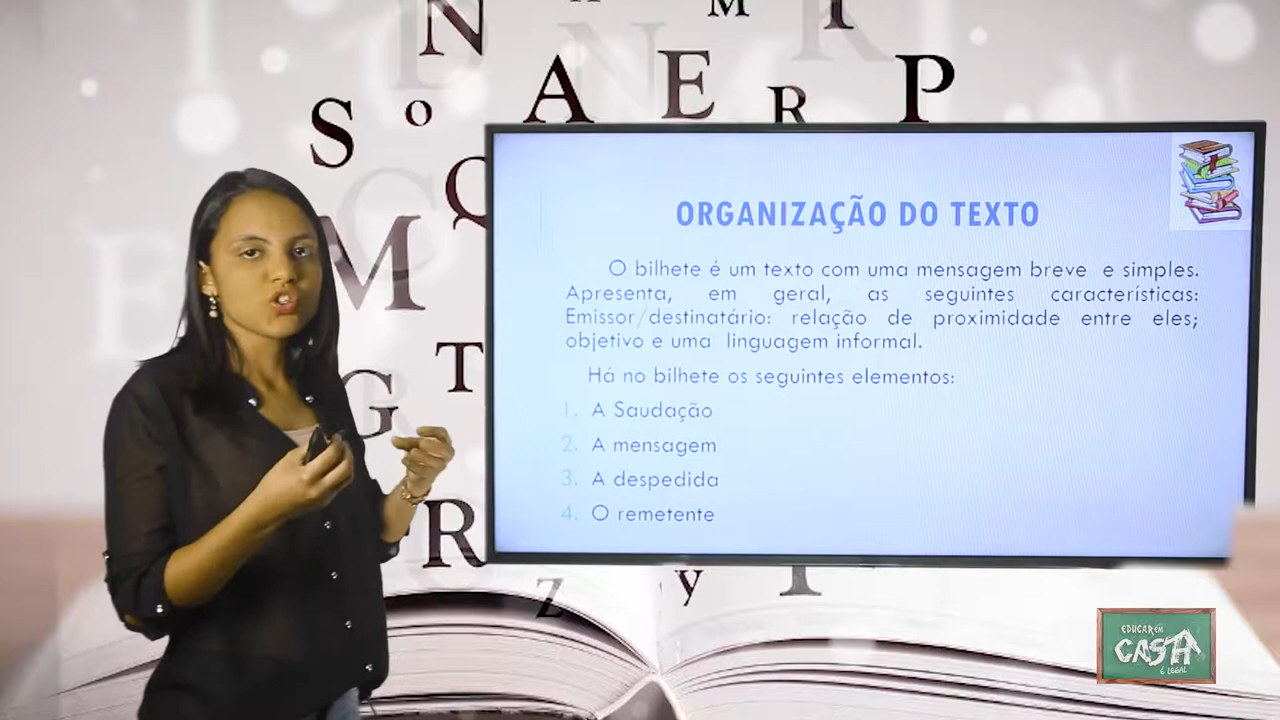 N M
S o A E R P
ORGANIZAÇÃO DO TEXTO
O bilhete é um texto com uma mensagem breve e simples.
Apresenta, em geral, as seguintes características:
Emissor/destinatário: relação de proximidade entre eles;
objetivo e uma linguagem informal.
Há no bilhete os seguintes elementos:
1. A Saudação
2. A mensagem
3. A despedida
4. O remetente
M
G T
R
Z y
EDUCAR EM
CASA
É LEGAL